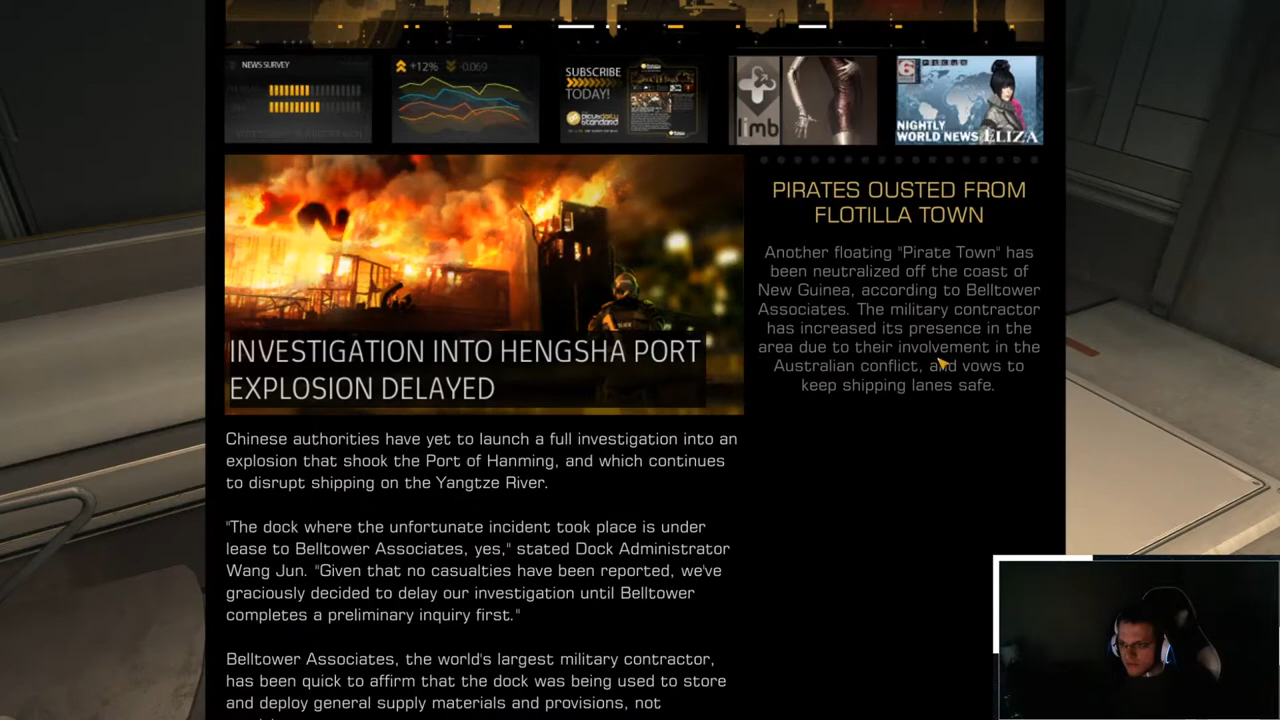 NEWS SURVEY
+12% -0.069
SUBSCRIBE
TODAY!
limb
6 PICUS
NIGHTLY
WORLD NEWS ELIZA
INVESTIGATION INTO HENGSHA PORT
EXPLOSION DELAYED
Chinese authorities have yet to launch a full investigation into an
explosion that shook the Port of Hanming, and which continues
to disrupt shipping on the Yangtze River.
"The dock where the unfortunate incident took place is under
lease to Belltower Associates, yes," stated Dock Administrator
Wang Jun. "Given that no casualties have been reported, we've
graciously decided to delay our investigation until Belltower
completes a preliminary inquiry first."
Belltower Associates, the world's largest military contractor,
has been quick to affirm that the dock was being used to store
and deploy general supply materials and provisions, not
PIRATES OUSTED FROM
FLOTILLA TOWN
Another floating "Pirate Town" has
been neutralized off the coast of
New Guinea, according to Belltower
Associates. The military contractor
has increased its presence in the
area due to their involvement in the
Australian conflict, and vows to
keep shipping lanes safe.